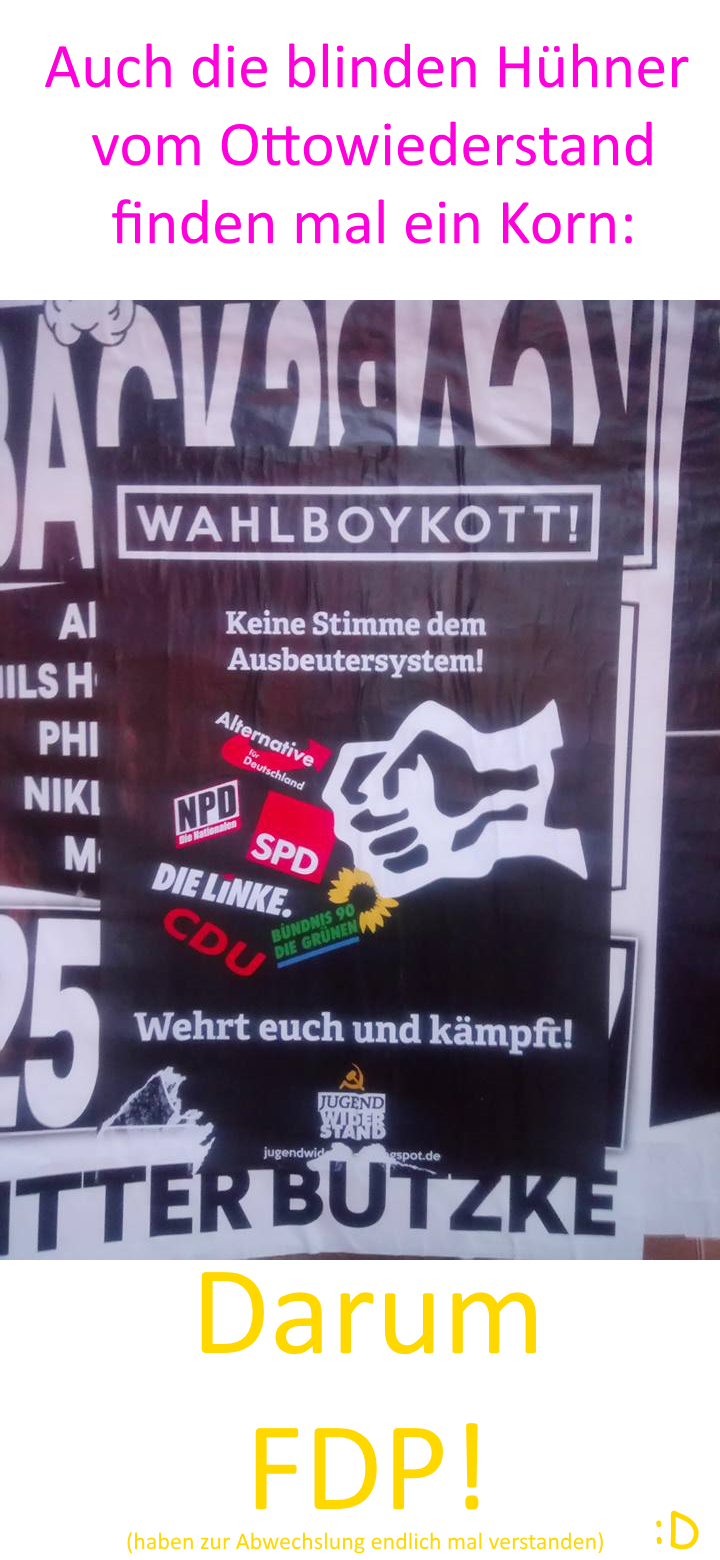 Auch die blinden Hühner
vom Ottowiederstand
finden mal ein Korn:
WAHLBOYKOTT!
Keine Stimme dem
Ausbeutersystem!
Alternative
für
Deutschland
NPD
Die Nationalen
SPD
DIE LINKE.
BÜNDNIS 90
DIE GRÜNEN
CDU
Wehrt euch und kämpft!
JUGEND
WIDER
STAND
25
ITTER BUTZKE
Darum
FDP!
(haben zur Abwechslung endlich mal verstanden)
:D